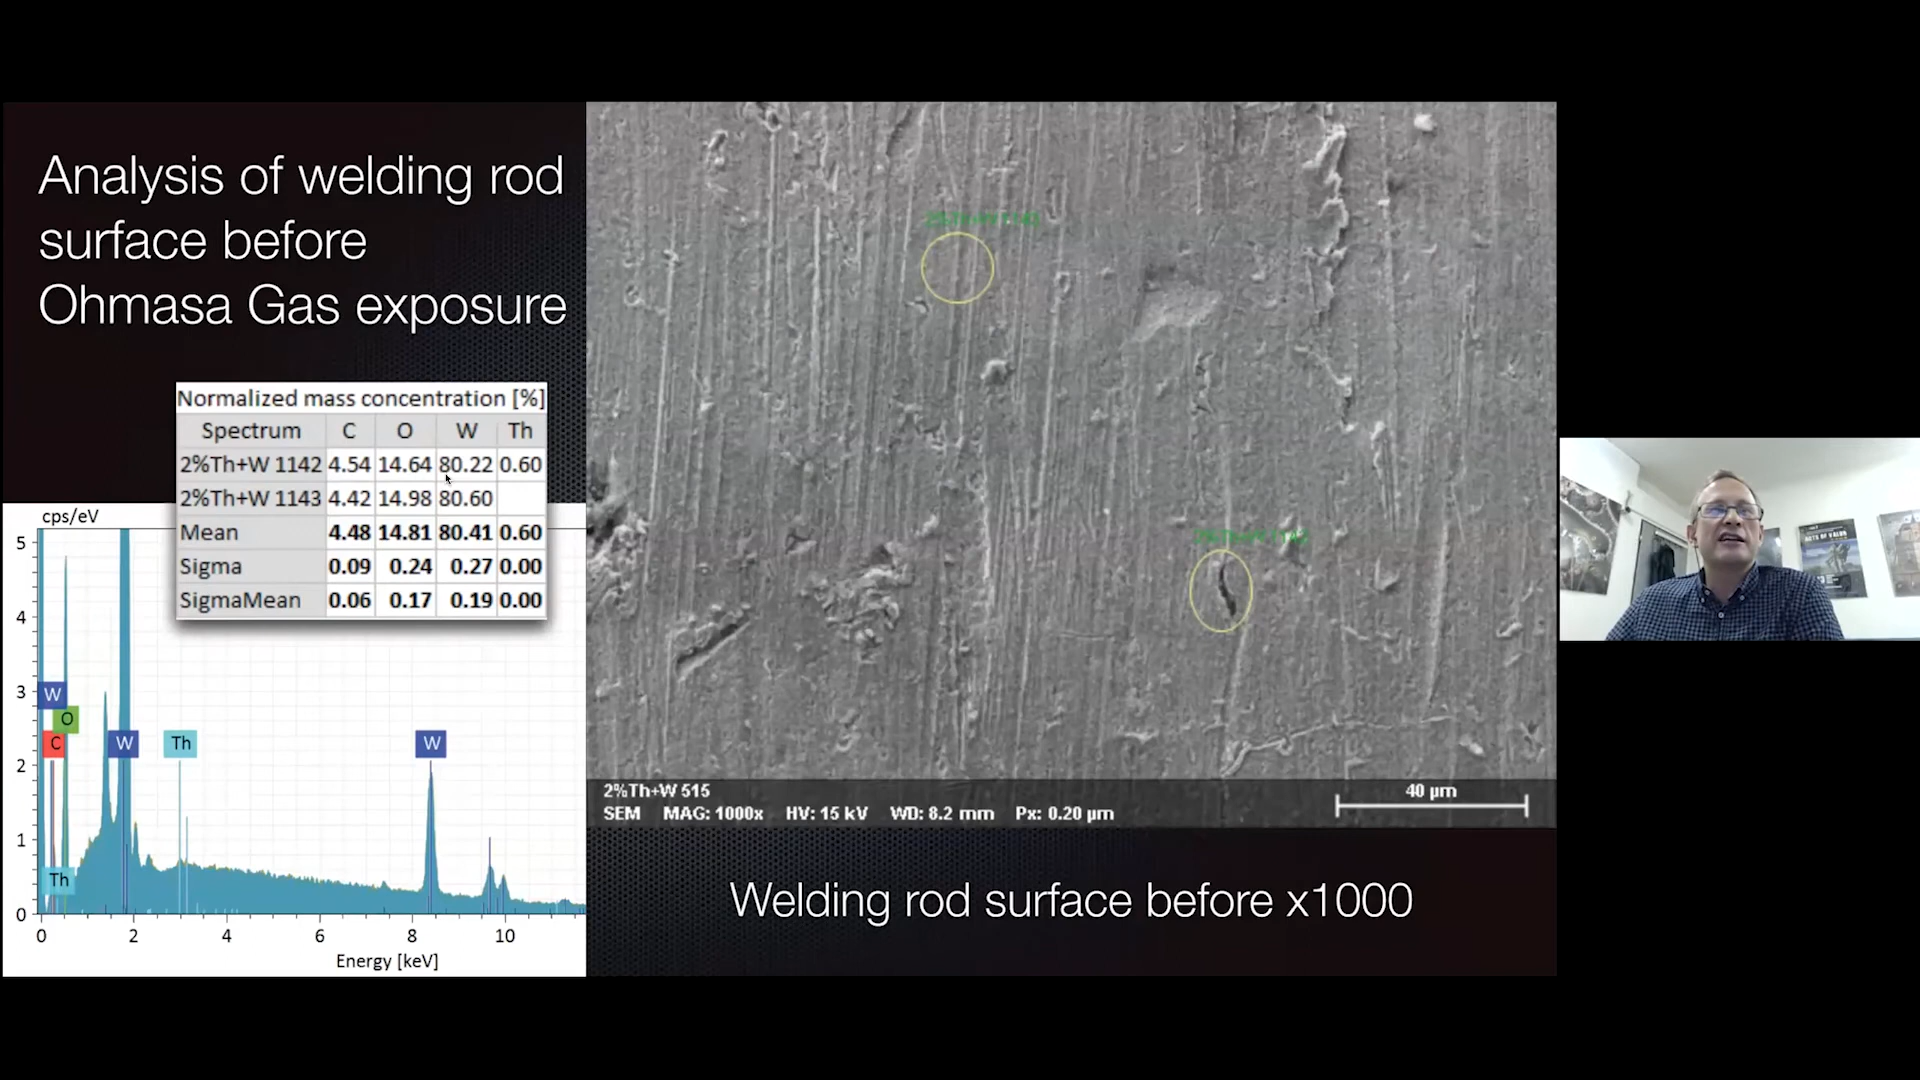 Analysis of welding rod
surface before
Ohmasa Gas exposure
Normalized mass concentration [%]
Spectrum C O W Th
2%Th+W 1142 4.54 14.64 80.22 0.60
2%Th+W 1143 4.42 14.98 80.60
Mean 4.48 14.81 80.41 0.60
Sigma 0.09 0.24 0.27 0.00
SigmaMean 0.06 0.17 0.19 0.00
cps/eV
5
4
3
2
1
0
W
O
C
W
Th
W
Th
0 2 4 6 8 10
Energy [keV]
2%Th+W 515
SEM MAG: 1000x HV: 15 kV WD: 8.2 mm Px: 0.20 µm
40 µm
Welding rod surface before x1000